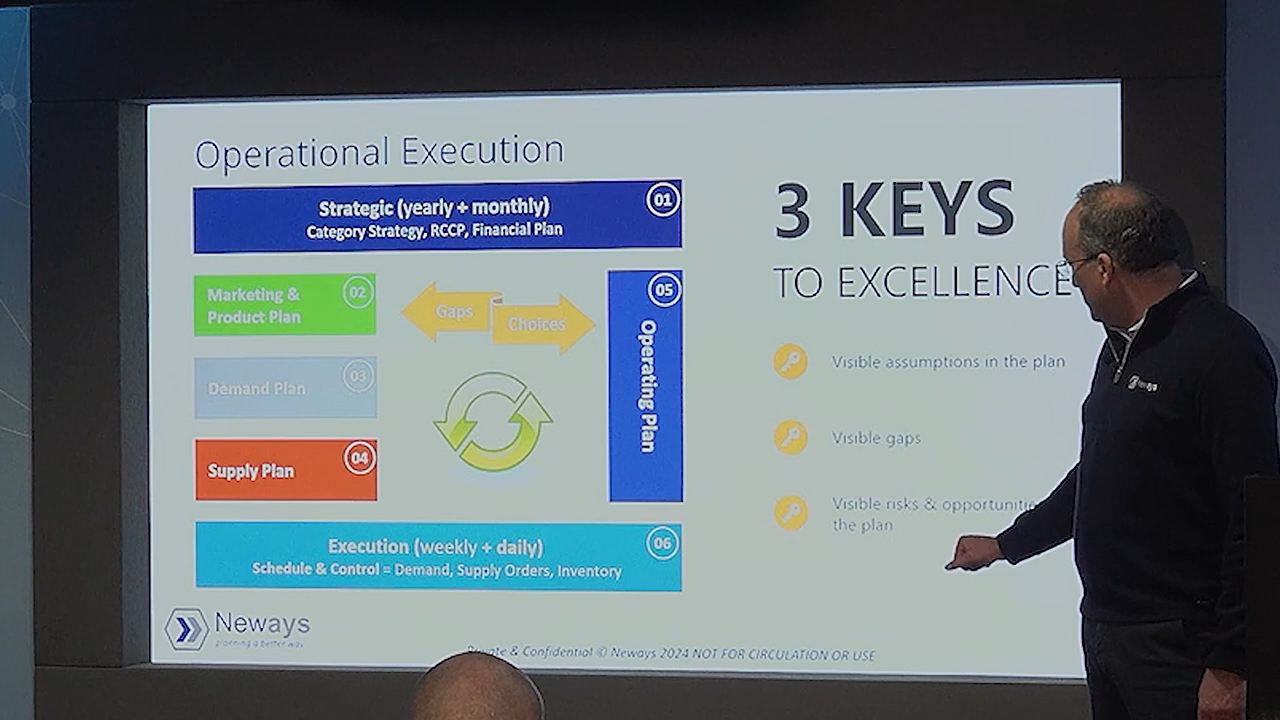 Operational Execution
Strategic (yearly + monthly)
Category Strategy, RCCP, Financial Plan
01
Marketing &
Product Plan
02
Gaps
Choices
Demand Plan
03
Supply Plan
04
05
Operating Plan
Execution (weekly + daily)
Schedule & Control = Demand, Supply Orders, Inventory
06
3 KEYS
TO EXCELLENCE
Visible assumptions in the plan
Visible gaps
Visible risks &
the plan
Neways
planning a better way
Private & Confidential © Neways 2024 NOT FOR CIRCULATION OR USE
Neways